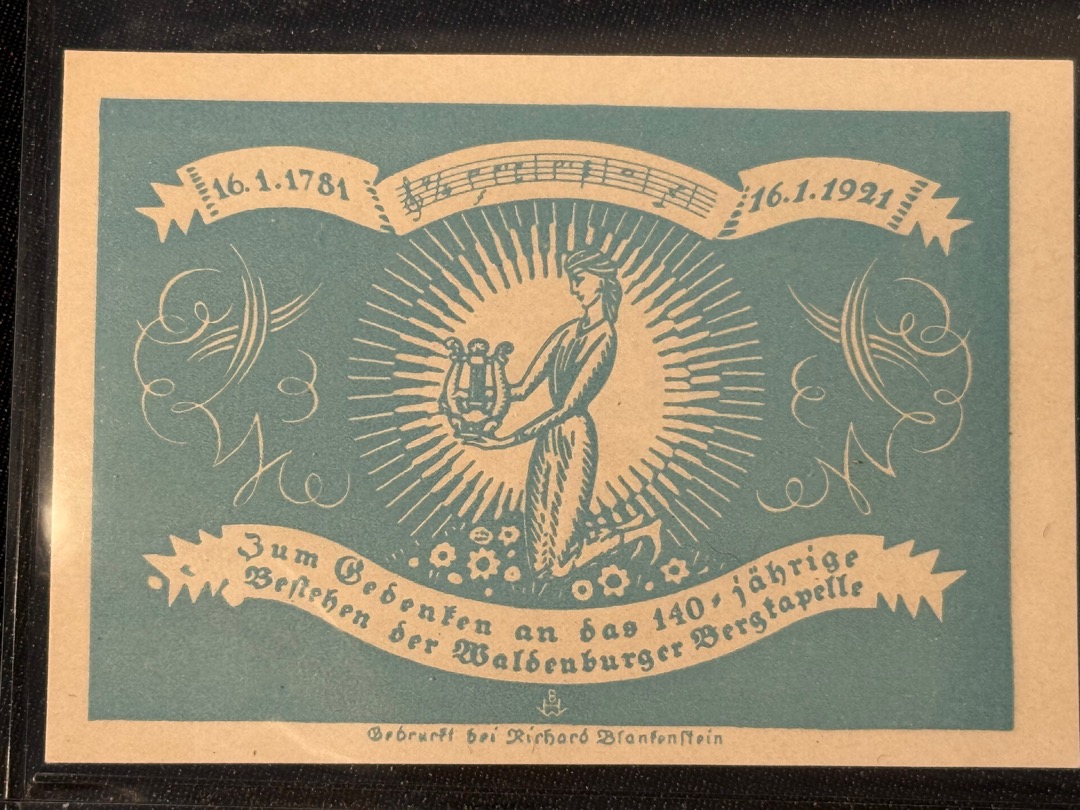 16.1.1781
16.1.1921
Zum Gedenken an das 140-jährige
Bestehen der Waldenburger Bergkapelle
Gedruckt bei Richard Blankenstein